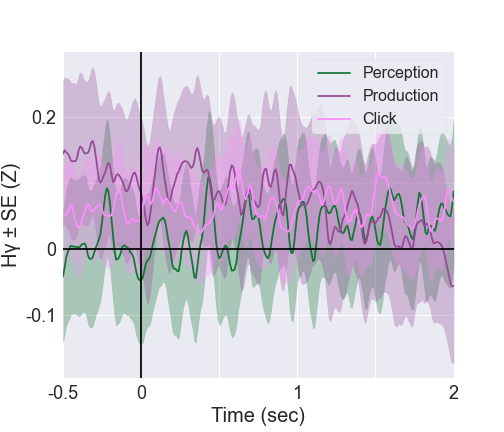 Perception
Production
Click
0.2
0
-0.1
Hγ ± SE (Z)
-0.5
0
1
2
Time (sec)